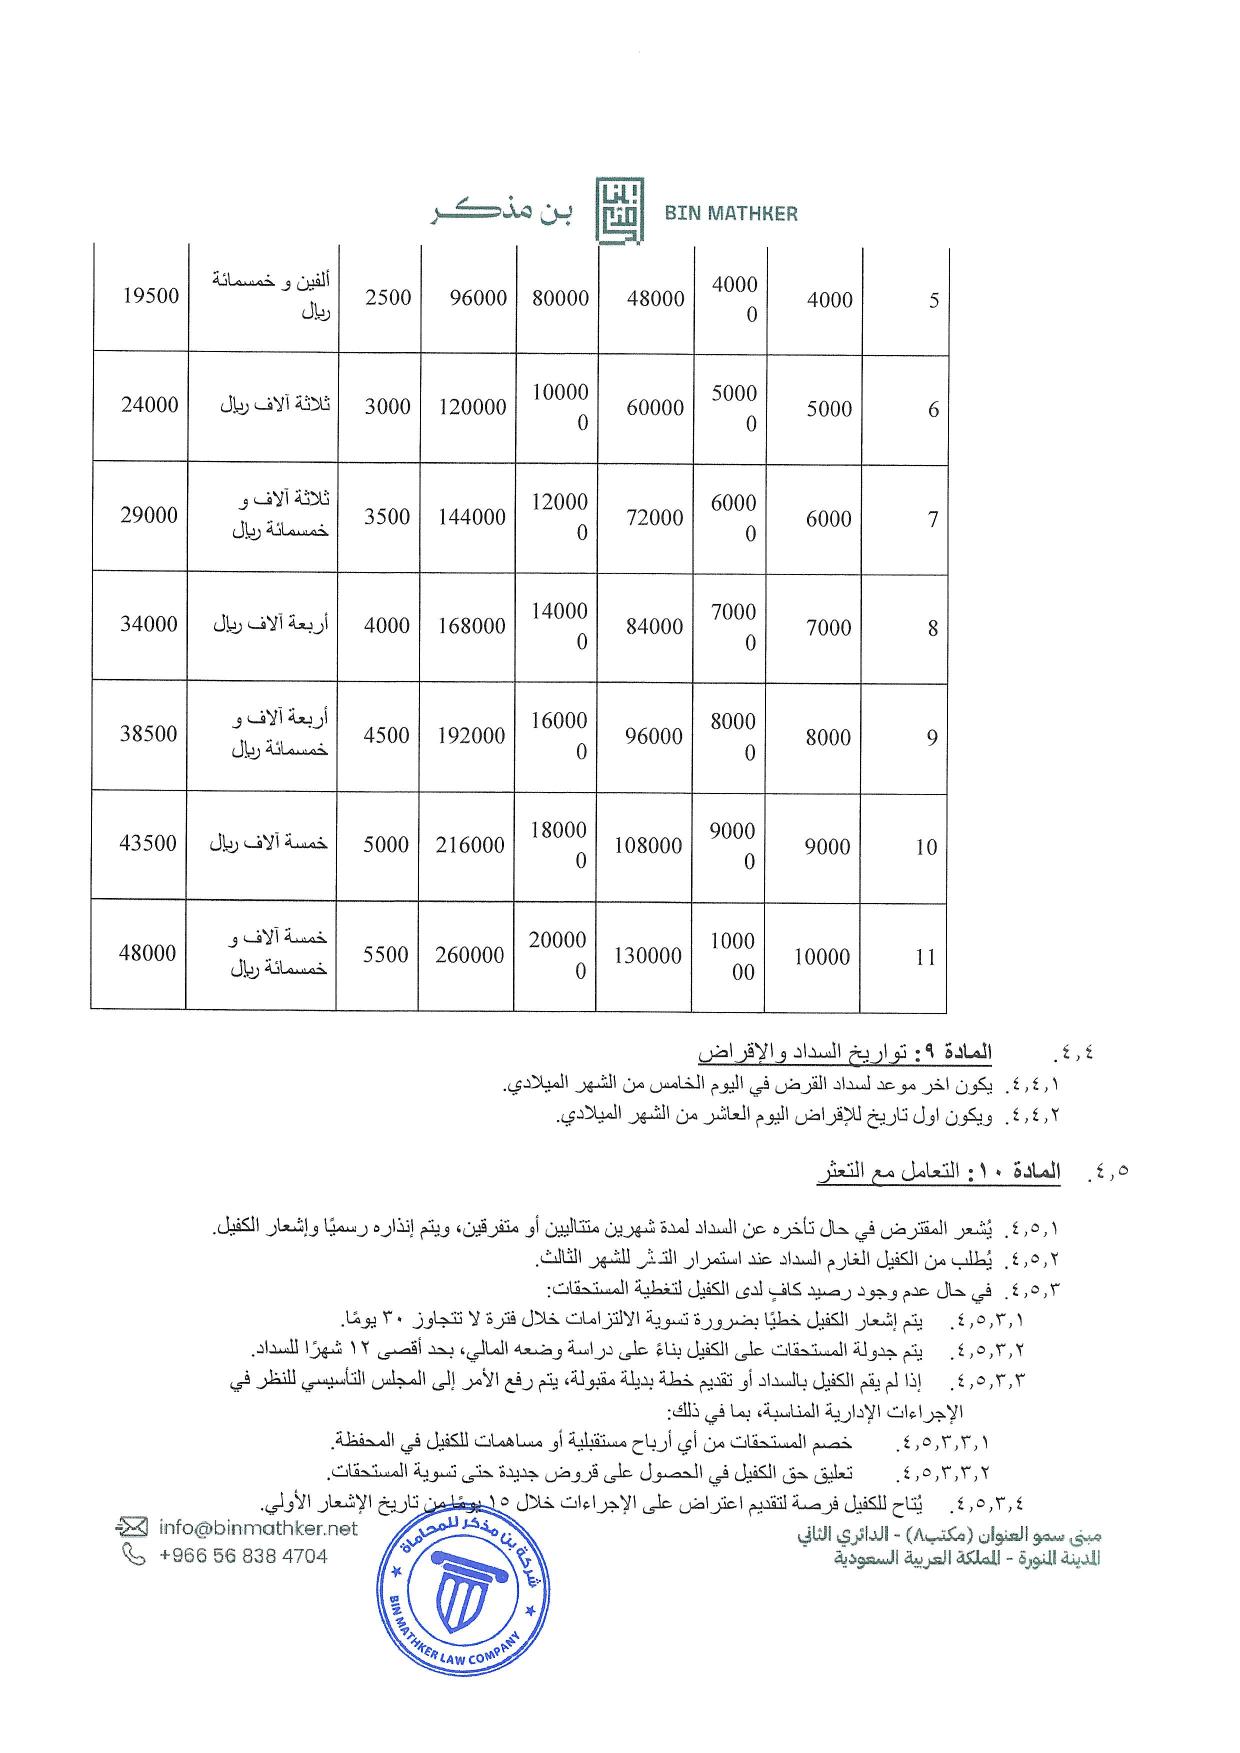 بن مذكر BIN MATHKER
5 4000 40000 48000 80000 96000 2500 ألفين و خمسمائة ريال 19500
6 5000 50000 60000 100000 120000 3000 ثلاثة آلاف ريال 24000
7 6000 60000 72000 120000 144000 3500 ثلاثة آلاف و خمسمائة ريال 29000
8 7000 70000 84000 140000 168000 4000 أربعة آلاف ريال 34000
9 8000 80000 96000 160000 192000 4500 أربعة آلاف و خمسمائة ريال 38500
10 9000 90000 108000 180000 216000 5000 خمسة آلاف ريال 43500
11 10000 100000 130000 200000 260000 5500 خمسة آلاف و خمسمائة ريال 48000
٤,٤. المادة ٩: تواريخ السداد والإقراض
٤,٤,١. يكون اخر موعد لسداد القرض في اليوم الخامس من الشهر الميلادي.
٤,٤,٢. ويكون اول تاريخ للإقراض اليوم العاشر من الشهر الميلادي.
٤,٥. المادة ١٠: التعامل مع التعثر
٤,٥,١. يُشعر المقترض في حال تأخره عن السداد لمدة شهرين متتاليين أو متفرقين، ويتم إنذاره رسميًا وإشعار الكفيل.
٤,٥,٢. يُطلب من الكفيل الغارم السداد عند استمرار للشهر الثالث.
٤,٥,٣. في حال عدم وجود رصيد كافٍ لدى الكفيل لتغطية المستحقات:
٤,٥,٣,١. يتم إشعار الكفيل خطيًا بضرورة تسوية الالتزامات خلال فترة لا تتجاوز ٣٠ يومًا.
٤,٥,٣,٢. يتم جدولة المستحقات على الكفيل بناءً على دراسة وضعه المالي، بحد أقصى ١٢ شهرًا للسداد.
٤,٥,٣,٣. إذا لم يقم الكفيل بالسداد أو تقديم خطة بديلة مقبولة، يتم رفع الأمر إلى المجلس التأسيسي للنظر في
الإجراءات الإدارية المناسبة، بما في ذلك:
٤,٥,٣,٣,١. خصم المستحقات من أي أرباح مستقبلية أو مساهمات للكفيل في المحفظة.
٤,٥,٣,٣,٢. تعليق حق الكفيل في الحصول على قروض جديدة حتى تسوية المستحقات.
٤,٥,٣,٤. يُتاح للكفيل فرصة لتقديم اعتراض على الإجراءات خلال ١٥ يومًا من تاريخ الإشعار الأولي.
مبنى سمو العنوان (مكتب٨) - الدائري الثاني
المدينة المنورة - المملكة العربية السعودية
info@binmathker.net
+966 56 838 4704
شركة بن مذكر للمحاماة
BIN MATHKER LAW COMPANY